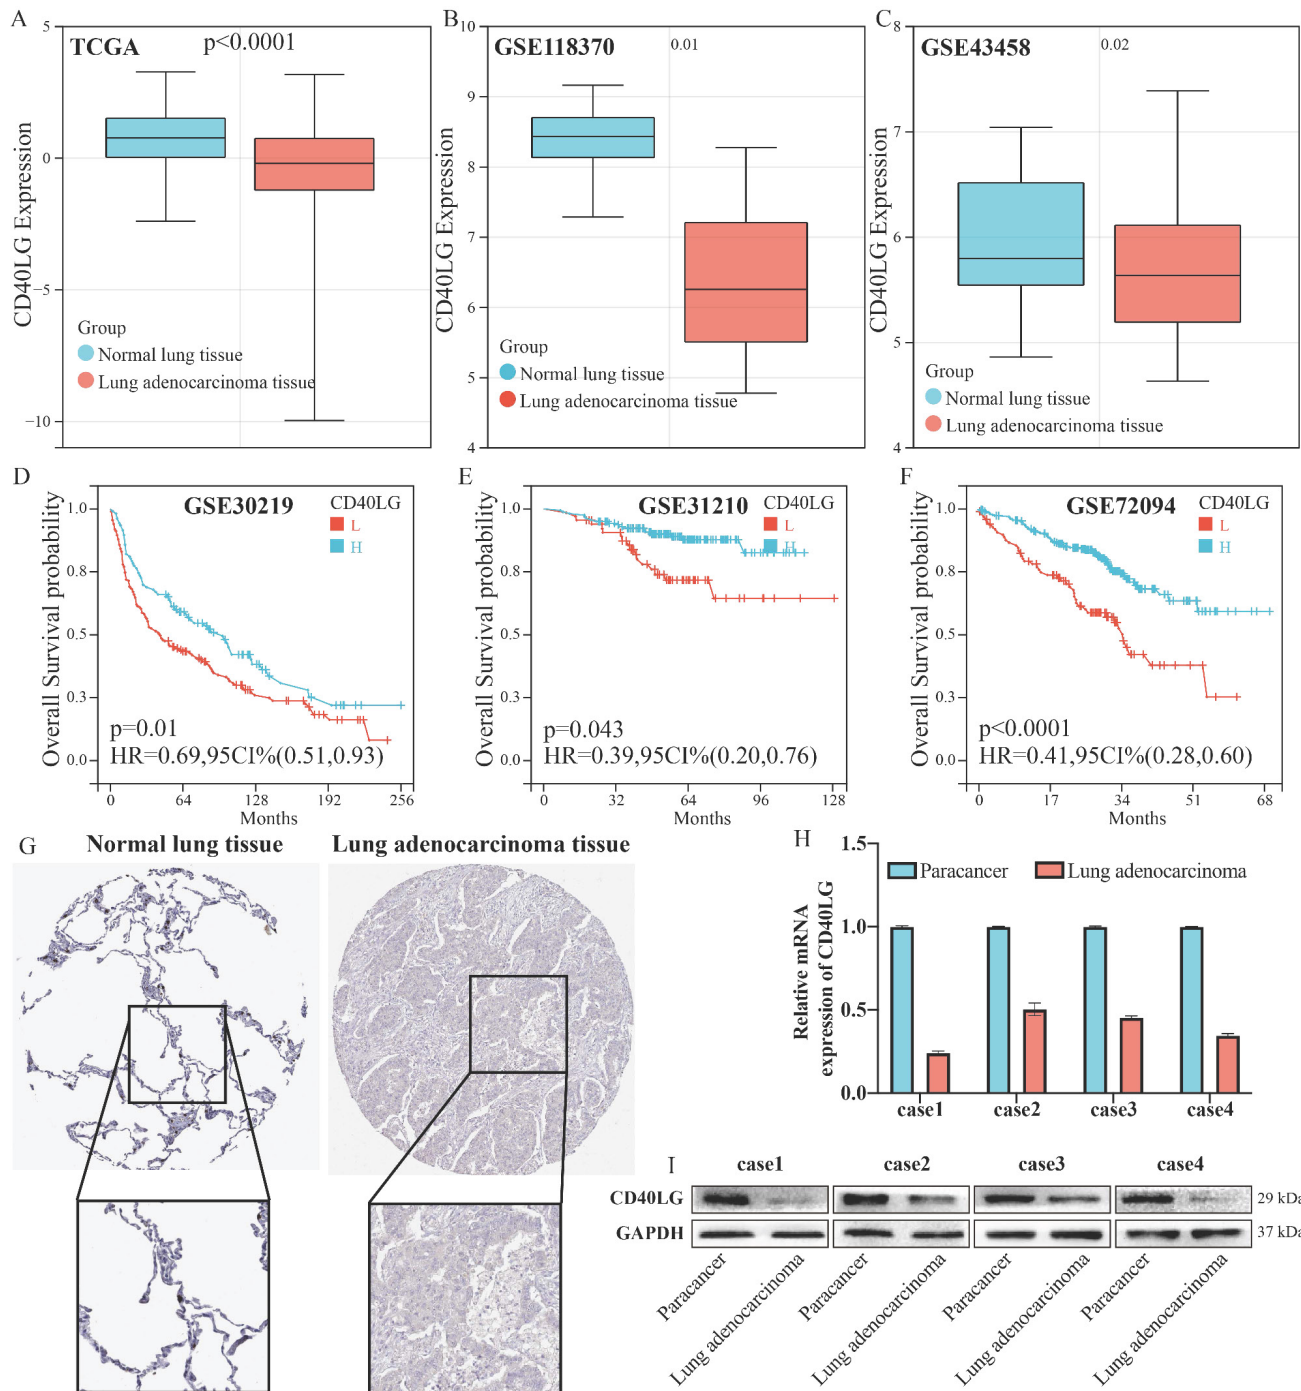 A
5
0
−5
−10
CD40LG Expression
TCGA
p<0.0001
Group
Normal lung tissue
Lung adenocarcinoma tissue
B
10
9
8
7
6
5
4
CD40LG Expression
GSE118370
0.01
Group
Normal lung tissue
Lung adenocarcinoma tissue
C
8
7
6
5
4
CD40LG Expression
GSE43458
0.02
Group
Normal lung tissue
Lung adenocarcinoma tissue
D
Overall Survival probability
1.0
0.8
0.5
0.3
0.0
GSE30219
CD40LG
L
H
p=0.01
HR=0.69,95CI%(0.51,0.93)
0 64 128 192 256
Months
E
Overall Survival probability
1.0
0.8
0.5
0.3
0.0
GSE31210
CD40LG
L
H
p=0.043
HR=0.39,95CI%(0.20,0.76)
0 32 64 96 128
Months
F
Overall Survival probability
1.0
0.8
0.5
0.3
0.0
GSE72094
CD40LG
L
H
p<0.0001
HR=0.41,95CI%(0.28,0.60)
0 17 34 51 68
Months
G
Normal lung tissue
Lung adenocarcinoma tissue
H
Relative mRNA
expression of CD40LG
1.5
1.0
0.5
0.0
Paracancer
Lung adenocarcinoma
case1 case2 case3 case4
I
case1 case2 case3 case4
CD40LG
29 kDa
GAPDH
37 kDa
Paracancer
Lung adenocarcinoma
Paracancer
Lung adenocarcinoma
Paracancer
Lung adenocarcinoma
Paracancer
Lung adenocarcinoma